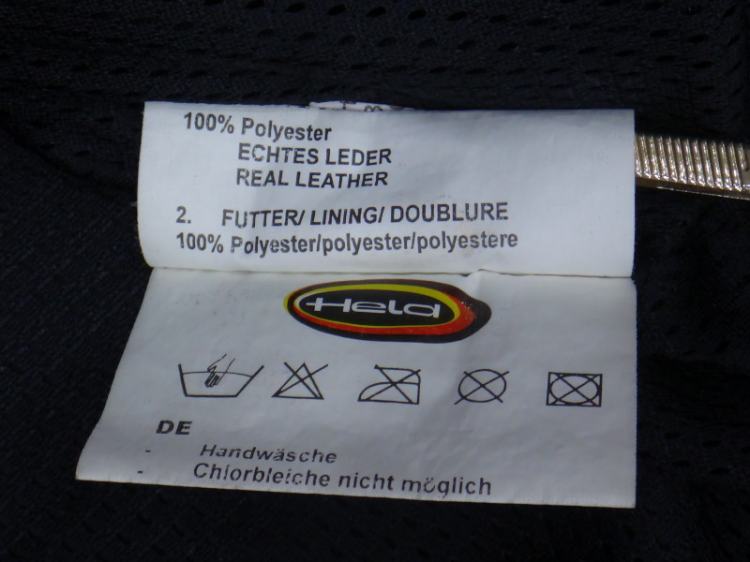 100% Polyester
ECHTES LEDER
REAL LEATHER
2. FUTTER/ LINING/ DOUBLURE
100% Polyester/polyester/polyestere
Held
DE
- Handwäsche
- Chlorbleiche nicht möglich